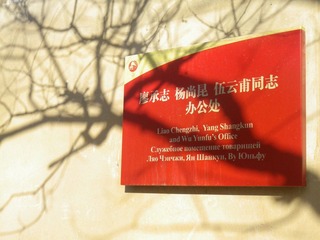 廖承志 杨尚昆 伍云甫同志
办公处
Liao Chengzhi, Yang Shangkun
and Wu Yunfu's Office
Служебное помещение товарищей
Ляо Чэнчжи, Ян Шанкун, Ву Юньфу